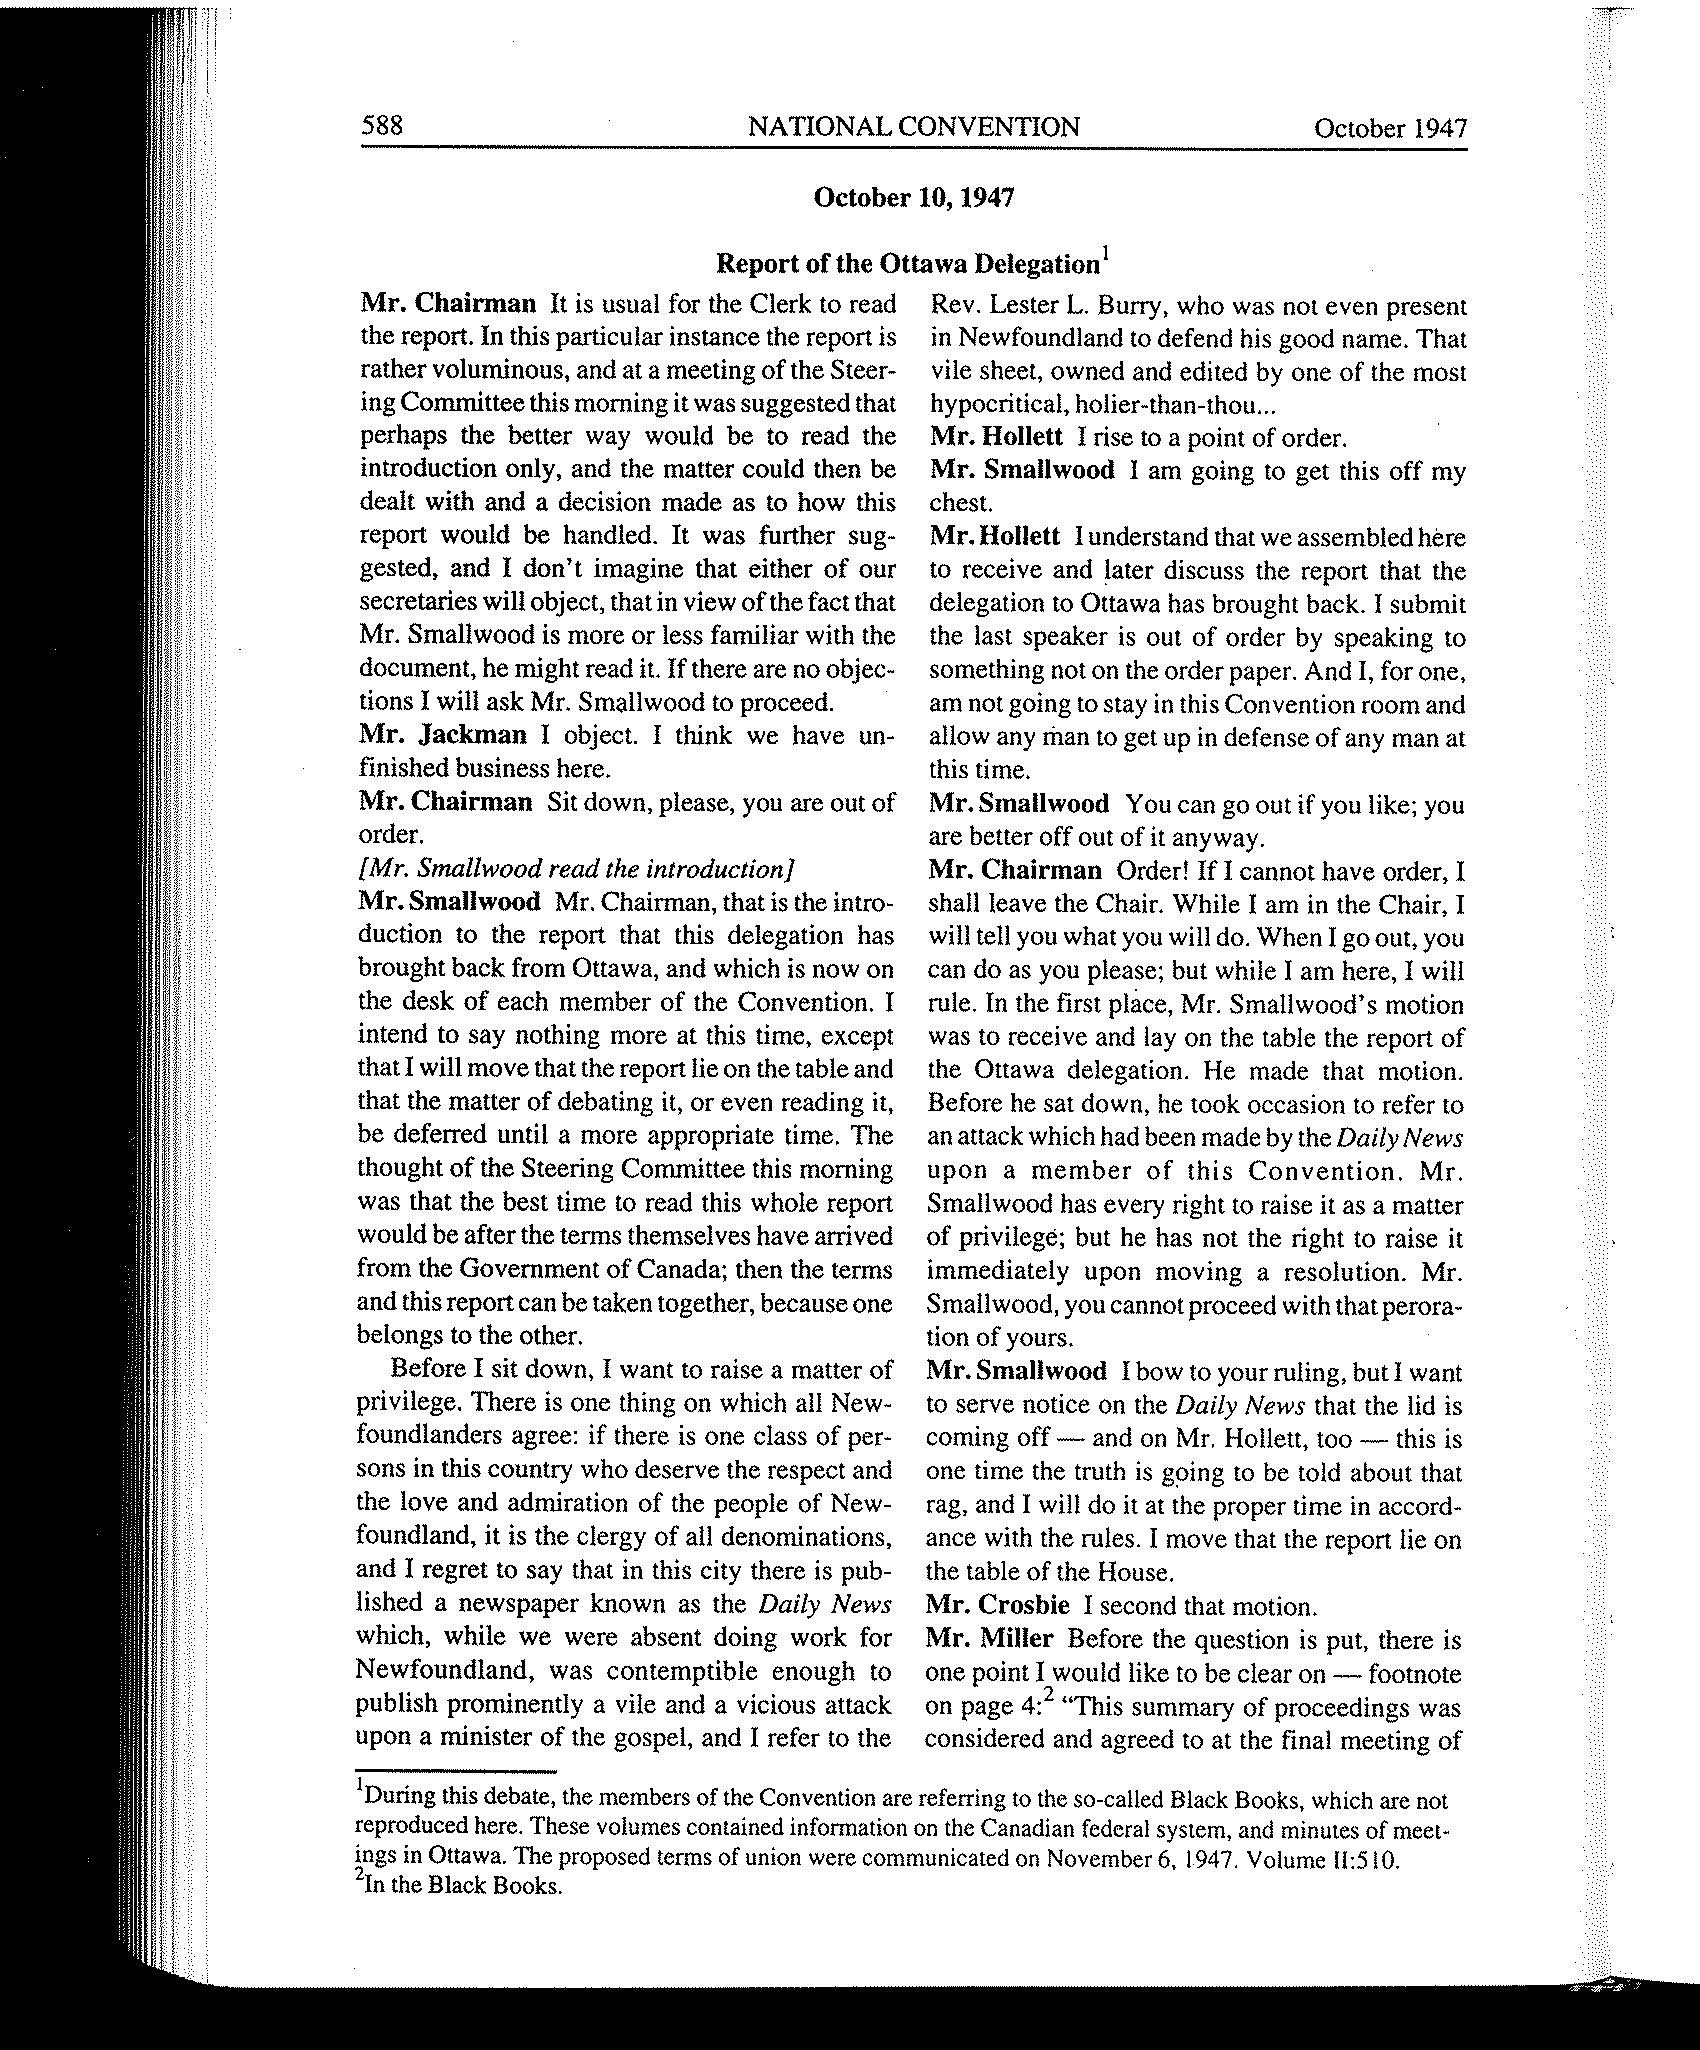 588 NATIONAL CONVENTION October 1947
October 10, 1947
Report of the Ottawa Delegation1
Mr. Chairman It is usual for the Clerk to read
the report. In this particular instance the report is
rather voluminous, and at a meeting of the Steer-
ing Committee this morning it was suggested that
perhaps the better way would be to read the
introduction only, and the matter could then be
dealt with and a decision made as to how this
report would be handled. It was further sug-
gested, and I don't imagine that either of our
secretaries will object, that in view of the fact that
Mr. Smallwood is more or less familiar with the
document, he might read it. If there are no objec-
tions I will ask Mr. Smallwood to proceed.
Mr. Jackman I object. I think we have un-
finished business here.
Mr. Chairman Sit down, please, you are out of
order.
[Mr. Smallwood read the introduction]
Mr. Smallwood Mr. Chairman, that is the intro-
duction to the report that this delegation has
brought back from Ottawa, and which is now on
the desk of each member of the Convention. I
intend to say nothing more at this time, except
that I will move that the report lie on the table and
that the matter of debating it, or even reading it,
be deferred until a more appropriate time. The
thought of the Steering Committee this morning
was that the best time to read this whole report
would be after the terms themselves have arrived
from the Government of Canada; then the terms
and this report can be taken together, because one
belongs to the other.
Before I sit down, I want to raise a matter of
privilege. There is one thing on which all New-
foundlanders agree: if there is one class of per-
sons in this country who deserve the respect and
the love and admiration of the people of New-
foundland, it is the clergy of all denominations,
and I regret to say that in this city there is pub-
lished a newspaper known as the Daily News
which, while we were absent doing work for
Newfoundland, was contemptible enough to
publish prominently a vile and a vicious attack
upon a minister of the gospel, and I refer to the
Rev. Lester L. Burry, who was not even present
in Newfoundland to defend his good name. That
vile sheet, owned and edited by one of the most
hypocritical, holier-than-thou...
Mr. Hollett I rise to a point of order.
Mr. Smallwood I am going to get this off my
chest.
Mr. Hollett I understand that we assembled here
to receive and later discuss the report that the
delegation to Ottawa has brought back. I submit
the last speaker is out of order by speaking to
something not on the order paper. And I, for one,
am not going to stay in this Convention room and
allow any man to get up in defense of any man at
this time.
Mr. Smallwood You can go out if you like; you
are better off out of it anyway.
Mr. Chairman Order! If I cannot have order, I
shall leave the Chair. While I am in the Chair, I
will tell you what you will do. When I go out, you
can do as you please; but while I am here, I will
rule. In the first place, Mr. Smallwood's motion
was to receive and lay on the table the report of
the Ottawa delegation. He made that motion.
Before he sat down, he took occasion to refer to
an attack which had been made by the Daily News
upon a member of this Convention. Mr.
Smallwood has every right to raise it as a matter
of privilege; but he has not the right to raise it
immediately upon moving a resolution. Mr.
Smallwood, you cannot proceed with that perora-
tion of yours.
Mr. Smallwood I bow to your ruling, but I want
to serve notice on the Daily News that the lid is
coming off — and on Mr. Hollett, too — this is
one time the truth is going to be told about that
rag, and I will do it at the proper time in accord-
ance with the rules. I move that the report lie on
the table of the House.
Mr. Crosbie I second that motion.
Mr. Miller Before the question is put, there is
one point I would like to be clear on — footnote
on page 4:2 "This summary of proceedings was
considered and agreed to at the final meeting of
1During this debate, the members of the Convention are referring to the so-called Black Books, which are not
reproduced here. These volumes contained information on the Canadian federal system, and minutes of meet-
ings in Ottawa. The proposed terms of union were communicated on November 6, 1947. Volume II:510.
2In the Black Books.